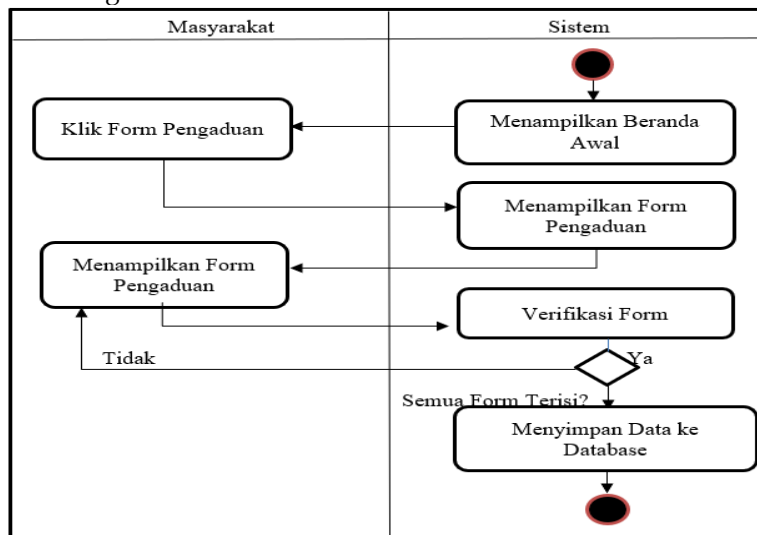 Masyarakat
Sistem
Menampilkan Beranda
Awal
Klik Form Pengaduan
Menampilkan Form
Pengaduan
Menampilkan Form
Pengaduan
Verifikasi Form
Tidak
Ya
Semua Form Terisi?
Menyimpan Data ke
Database